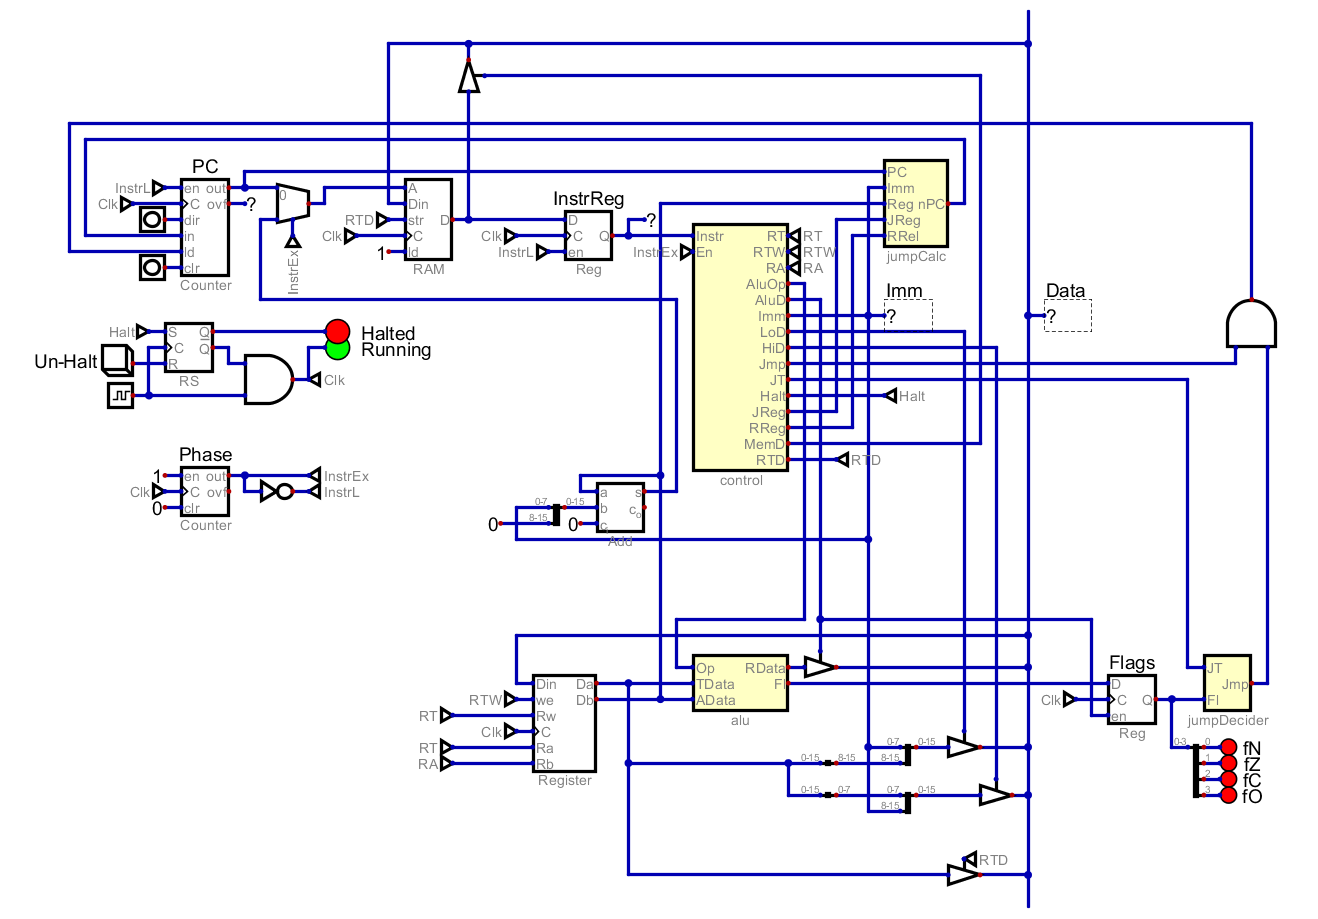 PC
InstrL
en out
Clk
C ovf
?
dir
in
ld
clr
Counter
0
InstrEx
A
Din
RTD
str
D
Clk
C
1
ld
RAM
InstrReg
D
Clk
C
Q
?
InstrL
en
Reg
Instr
InstrEx
En
RT
RT
RTW
RTW
RA
RA
AluOp
AluD
Imm
LoD
HiD
Jmp
JT
Halt
Halt
JReg
RReg
MemD
RTD
RTD
control
PC
Imm
Reg nPC
JReg
RRel
jumpCalc
Imm
?
Data
?
Halt
S
Q
C
Q
R
RS
Un-Halt
Halted
Running
Clk
Phase
1
en out
InstrEx
Clk
C ovf
InstrL
0
clr
Counter
0
0-7
0-15
8-15
0
a
s
b
c
o
c
i
Add
Din
Da
RTW
we
Db
RT
Rw
Clk
C
RT
Ra
RA
Rb
Register
Op
RData
TData
Fl
AData
alu
0-15
8-15
0-7
0-15
0-15
0-7
0-7
0-15
8-15
RTD
Flags
D
Clk
C
Q
en
Reg
JT
Jmp
Fl
jumpDecider
0-3
0
fN
1
fZ
2
fC
3
fO